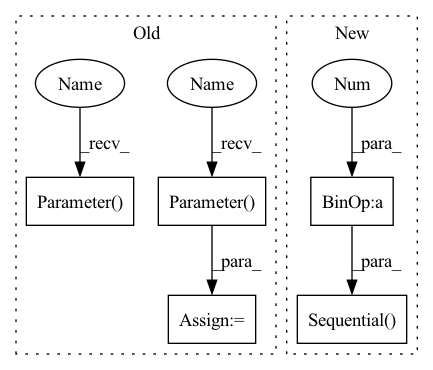 Old
New
Name
Name
Num
_recv_
_recv_
_para_
Parameter()
Parameter()
BinOp:a
_para_
_para_
Assign:=
Sequential()